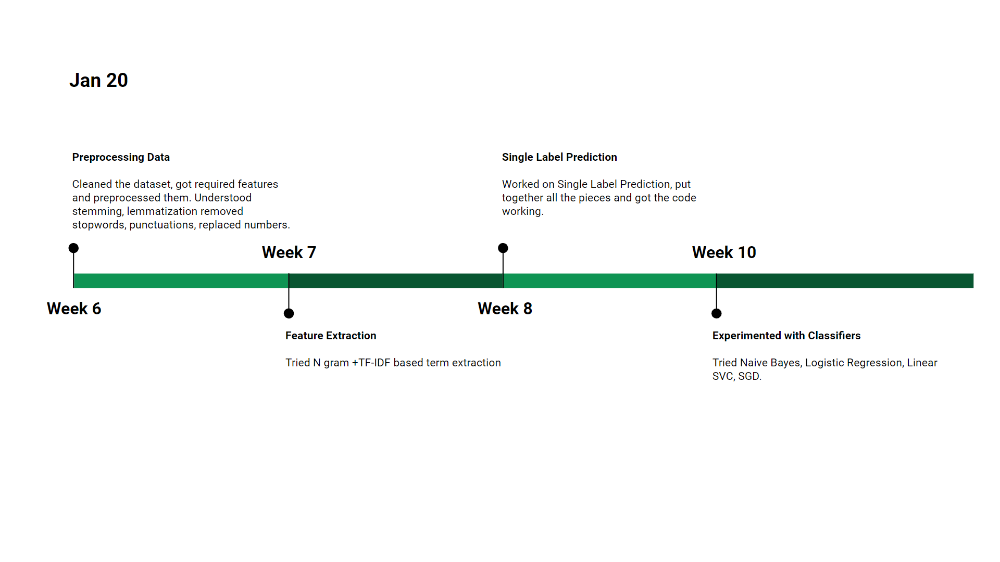 Jan 20
Preprocessing Data
Cleaned the dataset, got required features
and preprocessed them. Understood
stemming, lemmatization removed
stopwords, punctuations, replaced numbers.
Single Label Prediction
Worked on Single Label Prediction, put
together all the pieces and got the code
working.
Week 7
Week 10
Week 6
Week 8
Feature Extraction
Tried N gram +TF-IDF based term extraction
Experimented with Classifiers
Tried Naive Bayes, Logistic Regression, Linear
SVC, SGD.